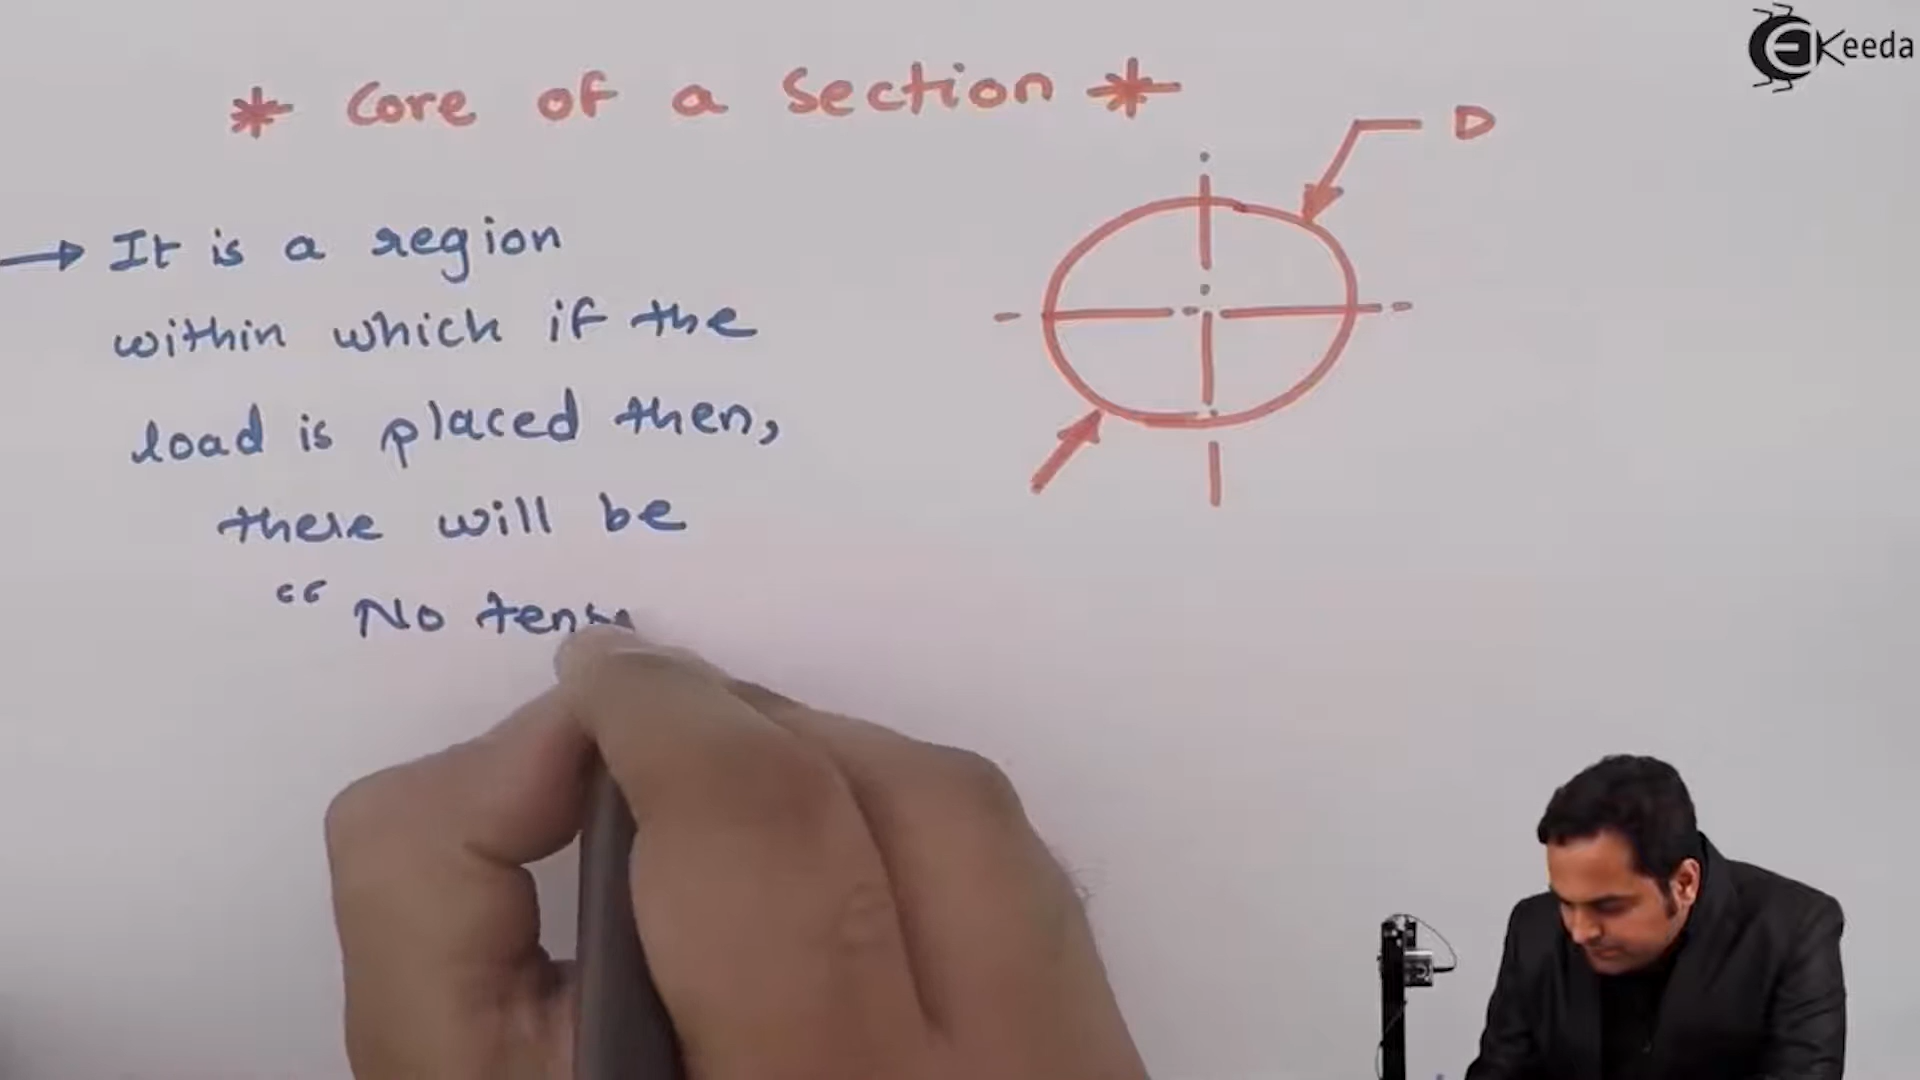 * Core of a Section *
D
→ It is a region
within which if the
load is placed then,
there will be
“ No
Keeda